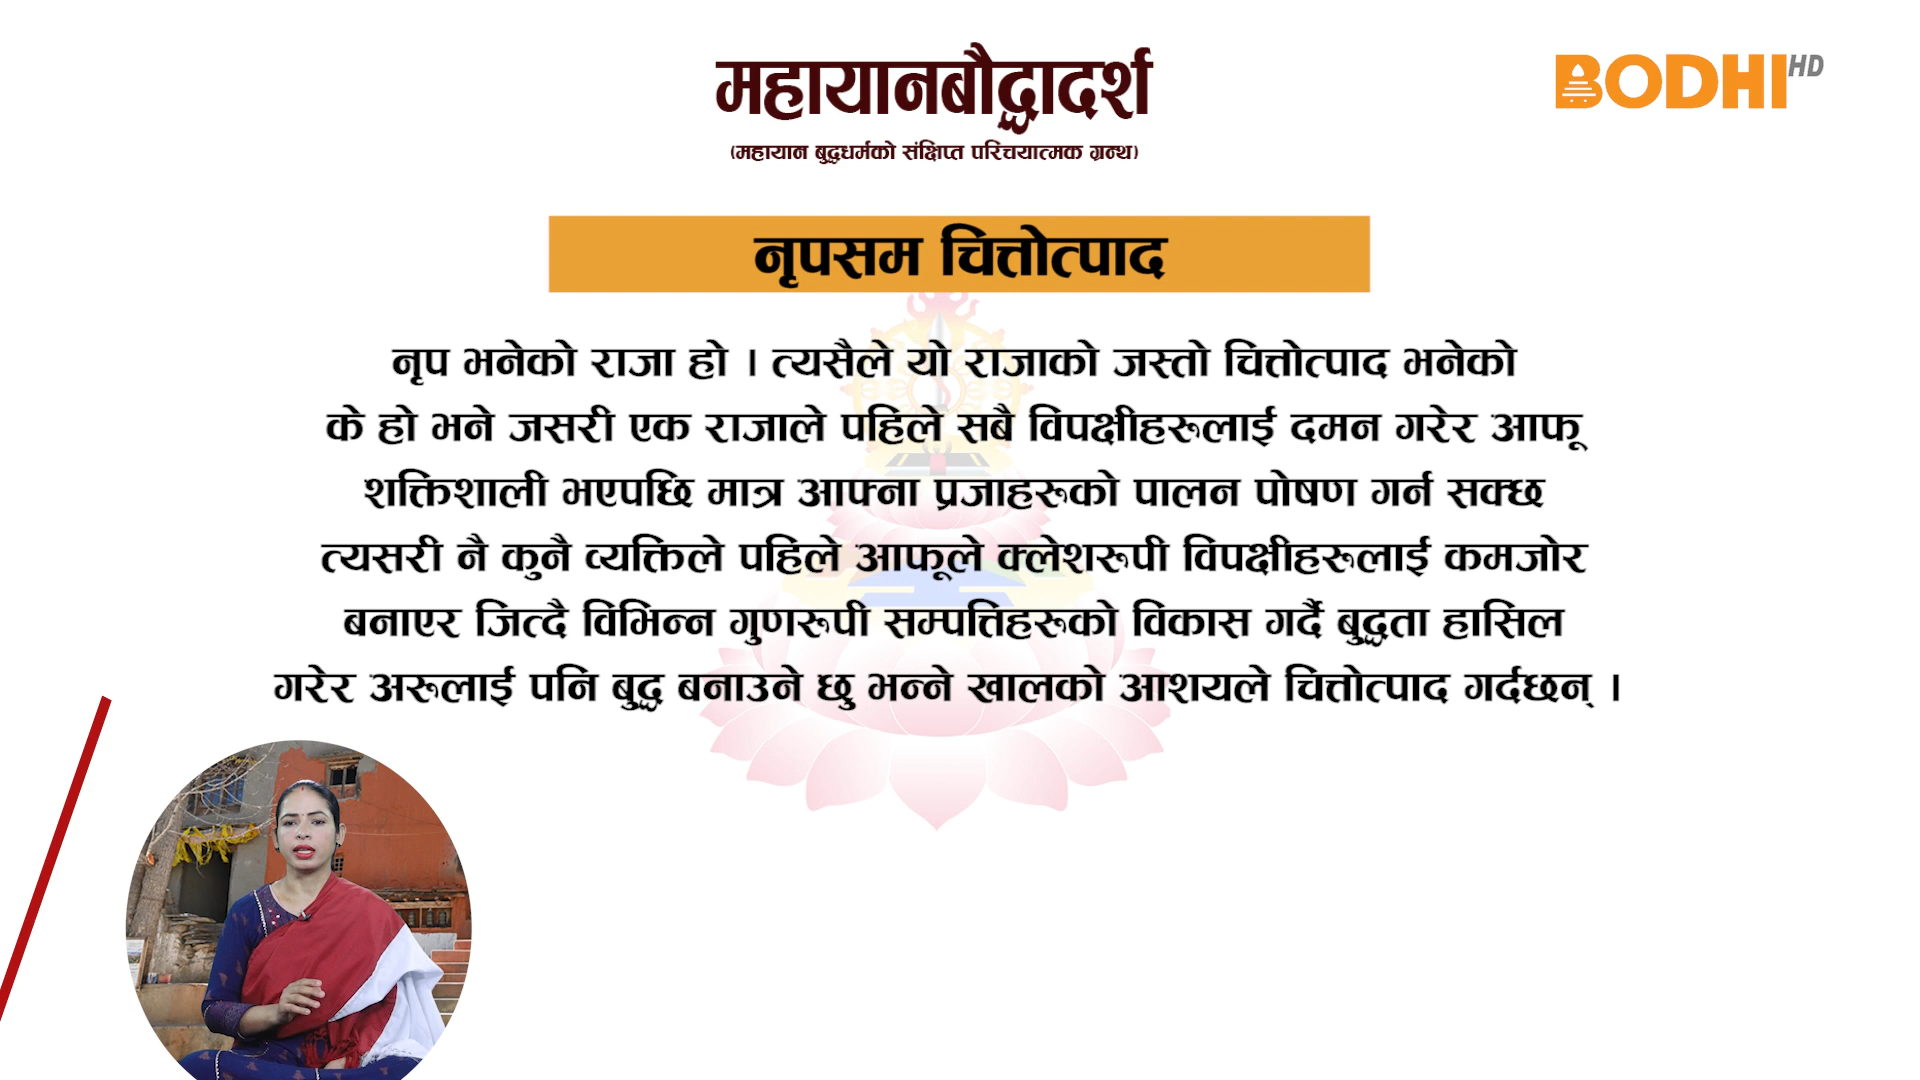 महायानबौद्धादर्श
BODHI HD
(महायान बुद्धधर्मको संक्षिप्त परिचयात्मक ग्रन्थ)
नृपसम चित्तोत्पाद
नृप भनेको राजा हो । त्यसैले यो राजाको जस्तो चित्तोत्पाद भनेको
के हो भने जसरी एक राजाले पहिले सबै विपक्षीहरुलाई दमन गरेर आफू
शक्तिशाली भएपछि मात्र आफ्ना प्रजाहरुको पालन पोषण गर्न सक्छ
त्यसरी नै कुनै व्यक्तिले पहिले आफूले क्लेशरुपी विपक्षीहरुलाई कमजोर
बनाएर जित्दै विभिन्न गुणरुपी सम्पत्तिहरुको विकास गर्दै बुद्धता हासिल
गरेर अरुलाई पनि बुद्ध बनाउने छु भन्ने खालको आशयले चित्तोत्पाद गर्दछन् ।